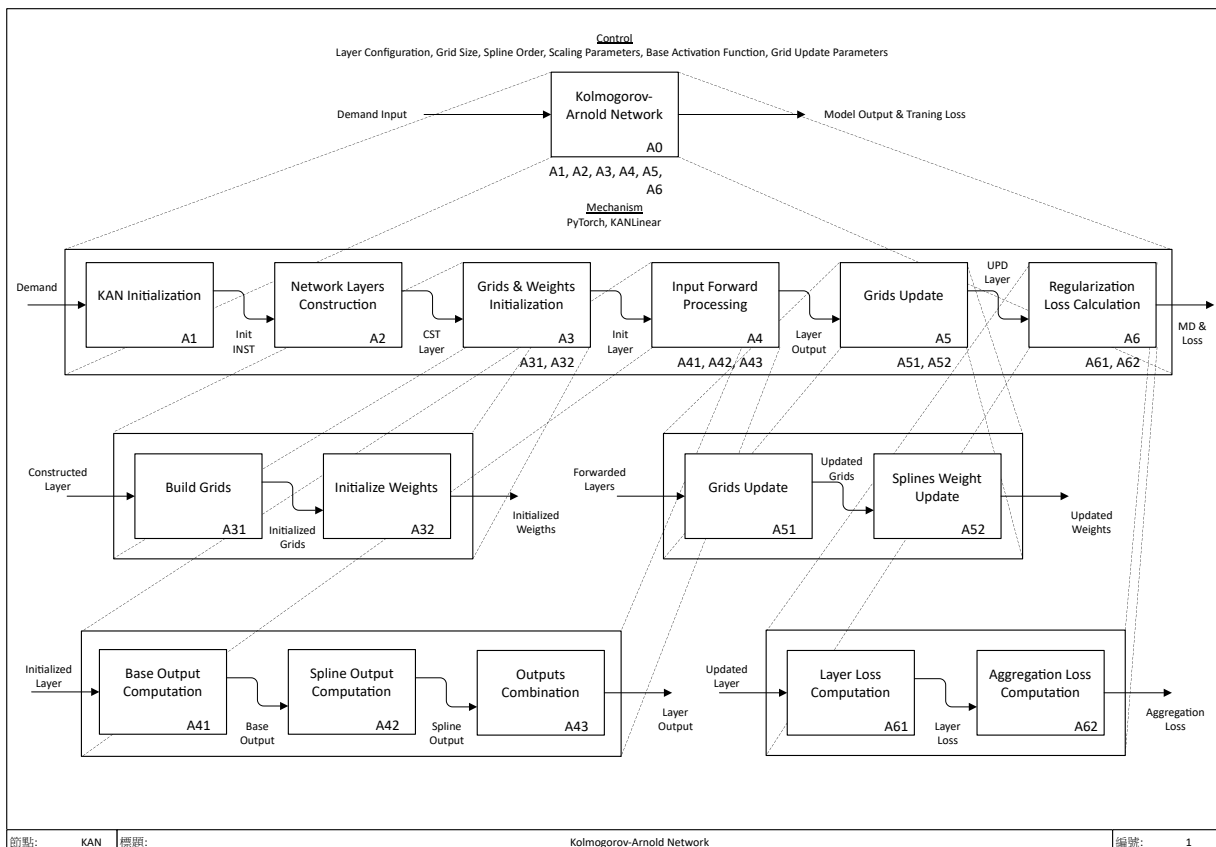 Control
Layer Configuration, Grid Size, Spline Order, Scaling Parameters, Base Activation Function, Grid Update Parameters
Demand Input
Kolmogorov-
Arnold Network
A0
Model Output & Traning Loss
A1, A2, A3, A4, A5,
A6
Mechanism
PyTorch, KANLinear
Demand
KAN Initialization
A1
Init
INST
Network Layers
Construction
A2
CST
Layer
Grids & Weights
Initialization
A3
A31, A32
Init
Layer
Input Forward
Processing
A4
A41, A42, A43
Layer
Output
Grids Update
A5
A51, A52
UPD
Layer
Regularization
Loss Calculation
A6
A61, A62
MD &
Loss
Constructed
Layer
Build Grids
A31
Initialized
Grids
Initialize Weights
A32
Initialized
Weigths
Forwarded
Layers
Grids Update
A51
Updated
Grids
Splines Weight
Update
A52
Updated
Weights
Initialized
Layer
Base Output
Computation
A41
Base
Output
Spline Output
Computation
A42
Spline
Output
Outputs
Combination
A43
Layer
Output
Updated
Layer
Layer Loss
Computation
A61
Layer
Loss
Aggregation Loss
Computation
A62
Aggregation
Loss
節點: KAN 標題: Kolmogorov-Arnold Network 編號: 1